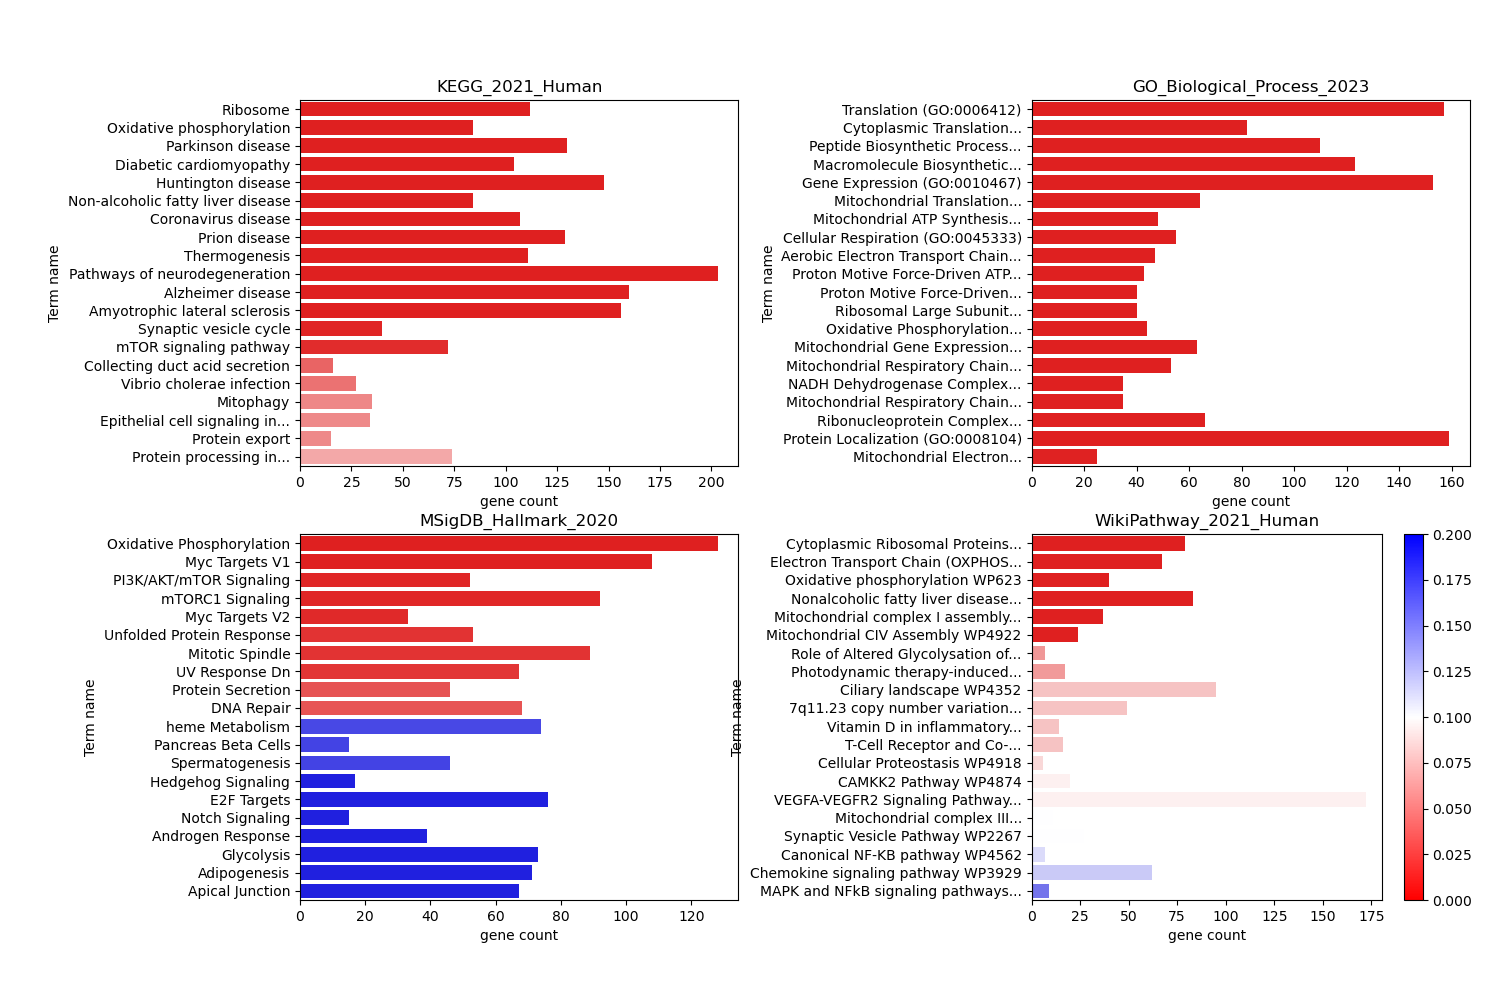 KEGG_2021_Human
Term name
Ribosome
Oxidative phosphorylation
Parkinson disease
Diabetic cardiomyopathy
Huntington disease
Non-alcoholic fatty liver disease
Coronavirus disease
Prion disease
Thermogenesis
Pathways of neurodegeneration
Alzheimer disease
Amyotrophic lateral sclerosis
Synaptic vesicle cycle
mTOR signaling pathway
Collecting duct acid secretion
Vibrio cholerae infection
Mitophagy
Epithelial cell signaling in...
Protein export
Protein processing in...
0 25 50 75 100 125 150 175 200
gene count
GO_Biological_Process_2023
Term name
Translation (GO:0006412)
Cytoplasmic Translation...
Peptide Biosynthetic Process...
Macromolecule Biosynthetic...
Gene Expression (GO:0010467)
Mitochondrial Translation...
Mitochondrial ATP Synthesis...
Cellular Respiration (GO:0045333)
Aerobic Electron Transport Chain...
Proton Motive Force-Driven ATP...
Proton Motive Force-Driven...
Ribosomal Large Subunit...
Oxidative Phosphorylation...
Mitochondrial Gene Expression...
Mitochondrial Respiratory Chain...
NADH Dehydrogenase Complex...
Mitochondrial Respiratory Chain...
Ribonucleoprotein Complex...
Protein Localization (GO:0008104)
Mitochondrial Electron...
0 20 40 60 80 100 120 140 160
gene count
MSigDB_Hallmark_2020
Term name
Oxidative Phosphorylation
Myc Targets V1
PI3K/AKT/mTOR Signaling
mTORC1 Signaling
Myc Targets V2
Unfolded Protein Response
Mitotic Spindle
UV Response Dn
Protein Secretion
DNA Repair
heme Metabolism
Pancreas Beta Cells
Spermatogenesis
Hedgehog Signaling
E2F Targets
Notch Signaling
Androgen Response
Glycolysis
Adipogenesis
Apical Junction
0 20 40 60 80 100 120
gene count
WikiPathway_2021_Human
Term name
Cytoplasmic Ribosomal Proteins...
Electron Transport Chain (OXPHOS...
Oxidative phosphorylation WP623
Nonalcoholic fatty liver disease...
Mitochondrial complex I assembly...
Mitochondrial CIV Assembly WP4922
Role of Altered Glycolysation of...
Photodynamic therapy-induced...
Ciliary landscape WP4352
7q11.23 copy number variation...
Vitamin D in inflammatory...
T-Cell Receptor and Co-...
Cellular Proteostasis WP4918
CAMKK2 Pathway WP4874
VEGFA-VEGFR2 Signaling Pathway...
Mitochondrial complex III...
Synaptic Vesicle Pathway WP2267
Canonical NF-KB pathway WP4562
Chemokine signaling pathway WP3929
MAPK and NFkB signaling pathways...
0 25 50 75 100 125 150 175
gene count
0.200
0.175
0.150
0.125
0.100
0.075
0.050
0.025
0.000